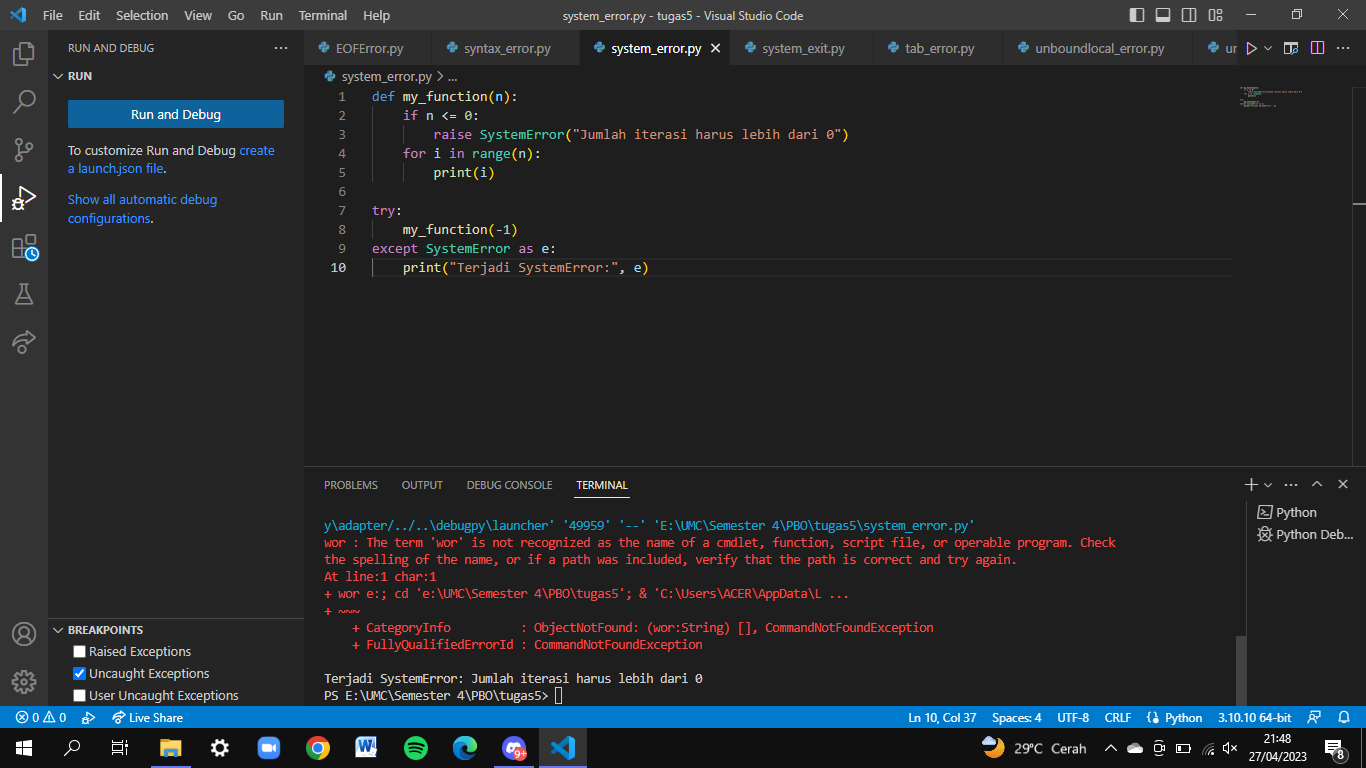 File Edit Selection View Go Run Terminal Help
system_error.py - tugas5 - Visual Studio Code
RUN AND DEBUG
RUN
Run and Debug
To customize Run and Debug create
a launch.json file.
Show all automatic debug
configurations.
EOFError.py
syntax_error.py
system_error.py
system_exit.py
tab_error.py
unboundlocal_error.py
system_error.py > ...
1 def my_function(n):
2 if n <= 0:
3 raise SystemError("Jumlah iterasi harus lebih dari 0")
4 for i in range(n):
5 print(i)
6
7 try:
8 my_function(-1)
9 except SystemError as e:
10 print("Terjadi SystemError:", e)
PROBLEMS OUTPUT DEBUG CONSOLE TERMINAL
y\adapter/../..\debugpy\launcher' '49959' '--' 'E:\UMC\Semester 4\PBO\tugas5\system_error.py'
wor : The term 'wor' is not recognized as the name of a cmdlet, function, script file, or operable program. Check
the spelling of the name, or if a path was included, verify that the path is correct and try again.
At line:1 char:1
+ wor e:; cd 'e:\UMC\Semester 4\PBO\tugas5'; & 'C:\Users\ACER\AppData\L ...
+ ~~~
+ CategoryInfo : ObjectNotFound: (wor:String) [], CommandNotFoundException
+ FullyQualifiedErrorId : CommandNotFoundException
Terjadi SystemError: Jumlah iterasi harus lebih dari 0
PS E:\UMC\Semester 4\PBO\tugas5>
Python
Python Deb...
BREAKPOINTS
Raised Exceptions
Uncaught Exceptions
User Uncaught Exceptions
0 0 Live Share
Ln 10, Col 37 Spaces: 4 UTF-8 CRLF Python 3.10.10 64-bit
9+
29°C Cerah
21:48
27/04/2023
8